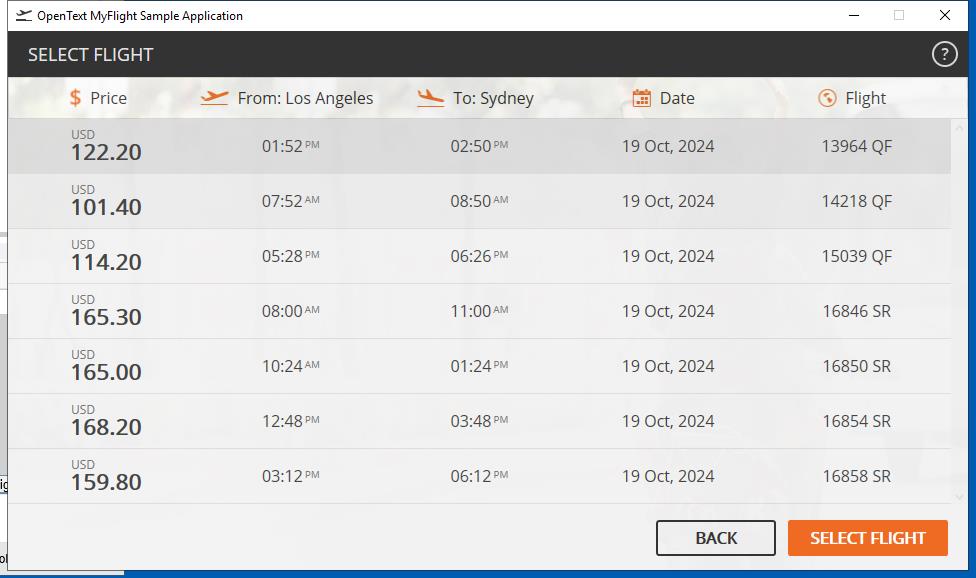 OpenText MyFlight Sample Application
SELECT FLIGHT ?
$ Price From: Los Angeles To: Sydney Date Flight
USD
122.20 01:52 PM 02:50 PM 19 Oct, 2024 13964 QF
USD
101.40 07:52 AM 08:50 AM 19 Oct, 2024 14218 QF
USD
114.20 05:28 PM 06:26 PM 19 Oct, 2024 15039 QF
USD
165.30 08:00 AM 11:00 AM 19 Oct, 2024 16846 SR
USD
165.00 10:24 AM 01:24 PM 19 Oct, 2024 16850 SR
USD
168.20 12:48 PM 03:48 PM 19 Oct, 2024 16854 SR
USD
159.80 03:12 PM 06:12 PM 19 Oct, 2024 16858 SR
BACK SELECT FLIGHT